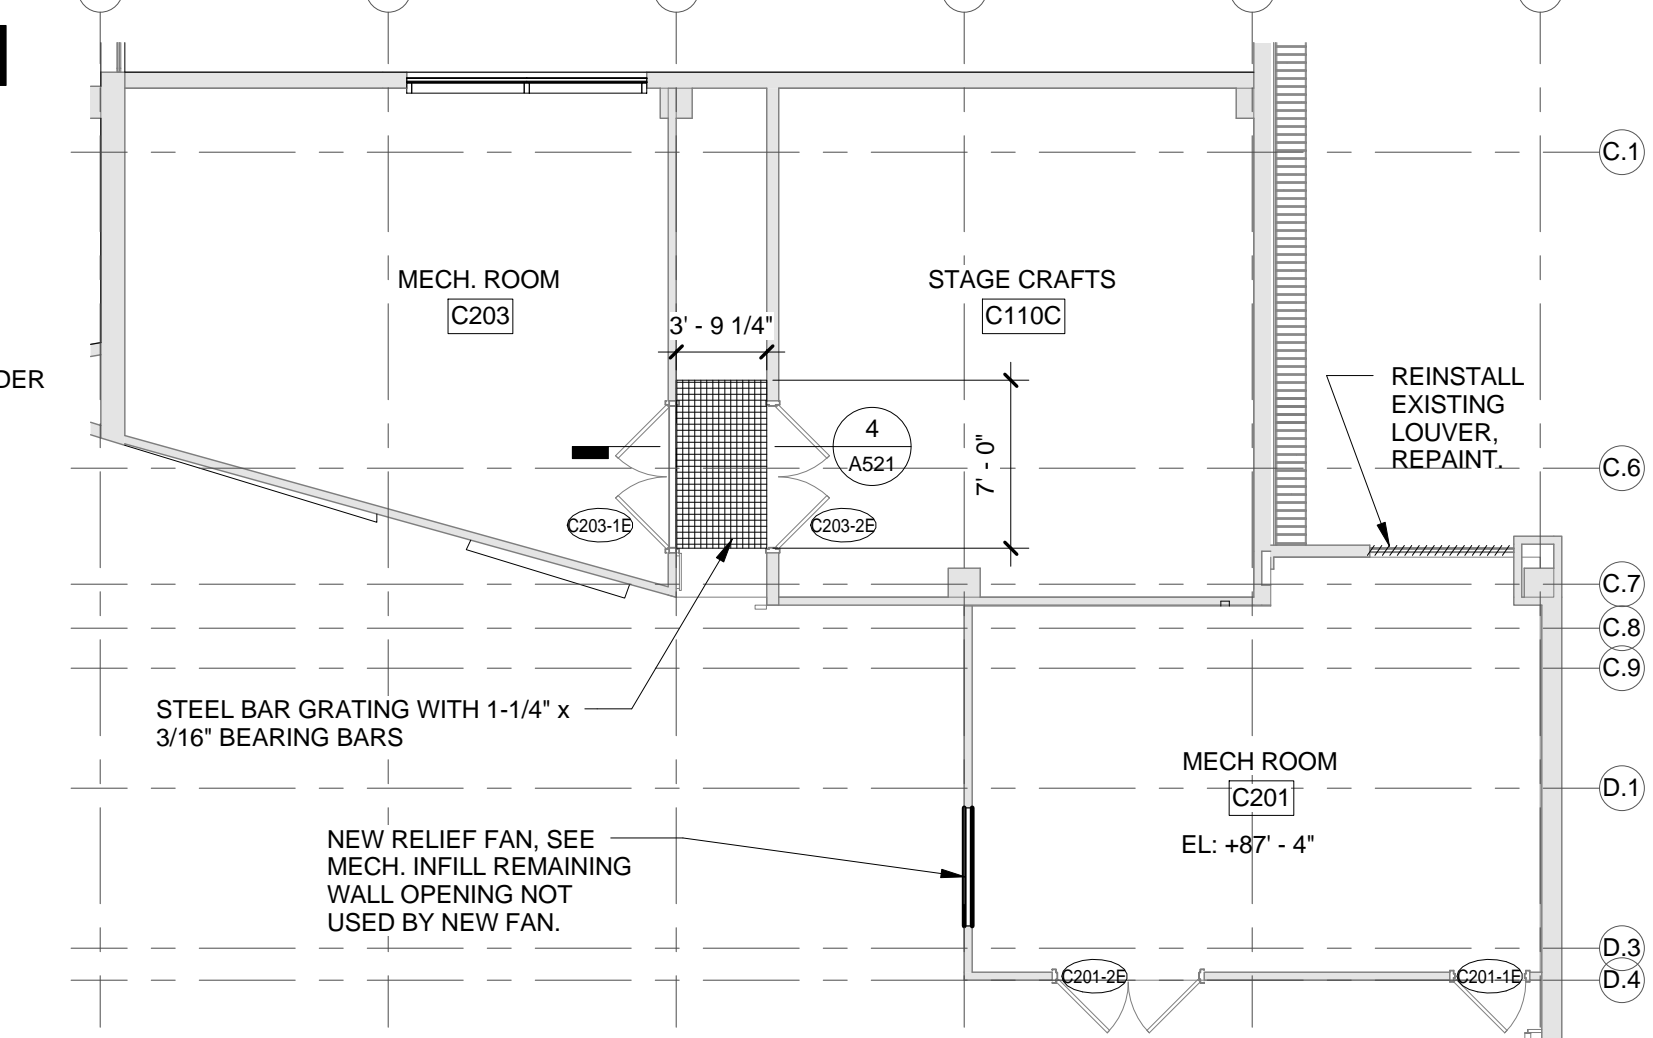 C.1
MECH. ROOM
C203
STAGE CRAFTS
C110C
3' - 9 1/4"
DER
REINSTALL
EXISTING
LOUVER,
REPAINT.
4
A521
7' - 0"
C.6
C203-1E
C203-2E
C.7
C.8
C.9
STEEL BAR GRATING WITH 1-1/4" x
3/16" BEARING BARS
MECH ROOM
C201
EL: +87' - 4"
D.1
NEW RELIEF FAN, SEE
MECH. INFILL REMAINING
WALL OPENING NOT
USED BY NEW FAN.
D.3
C201-2E
C201-1E
D.4